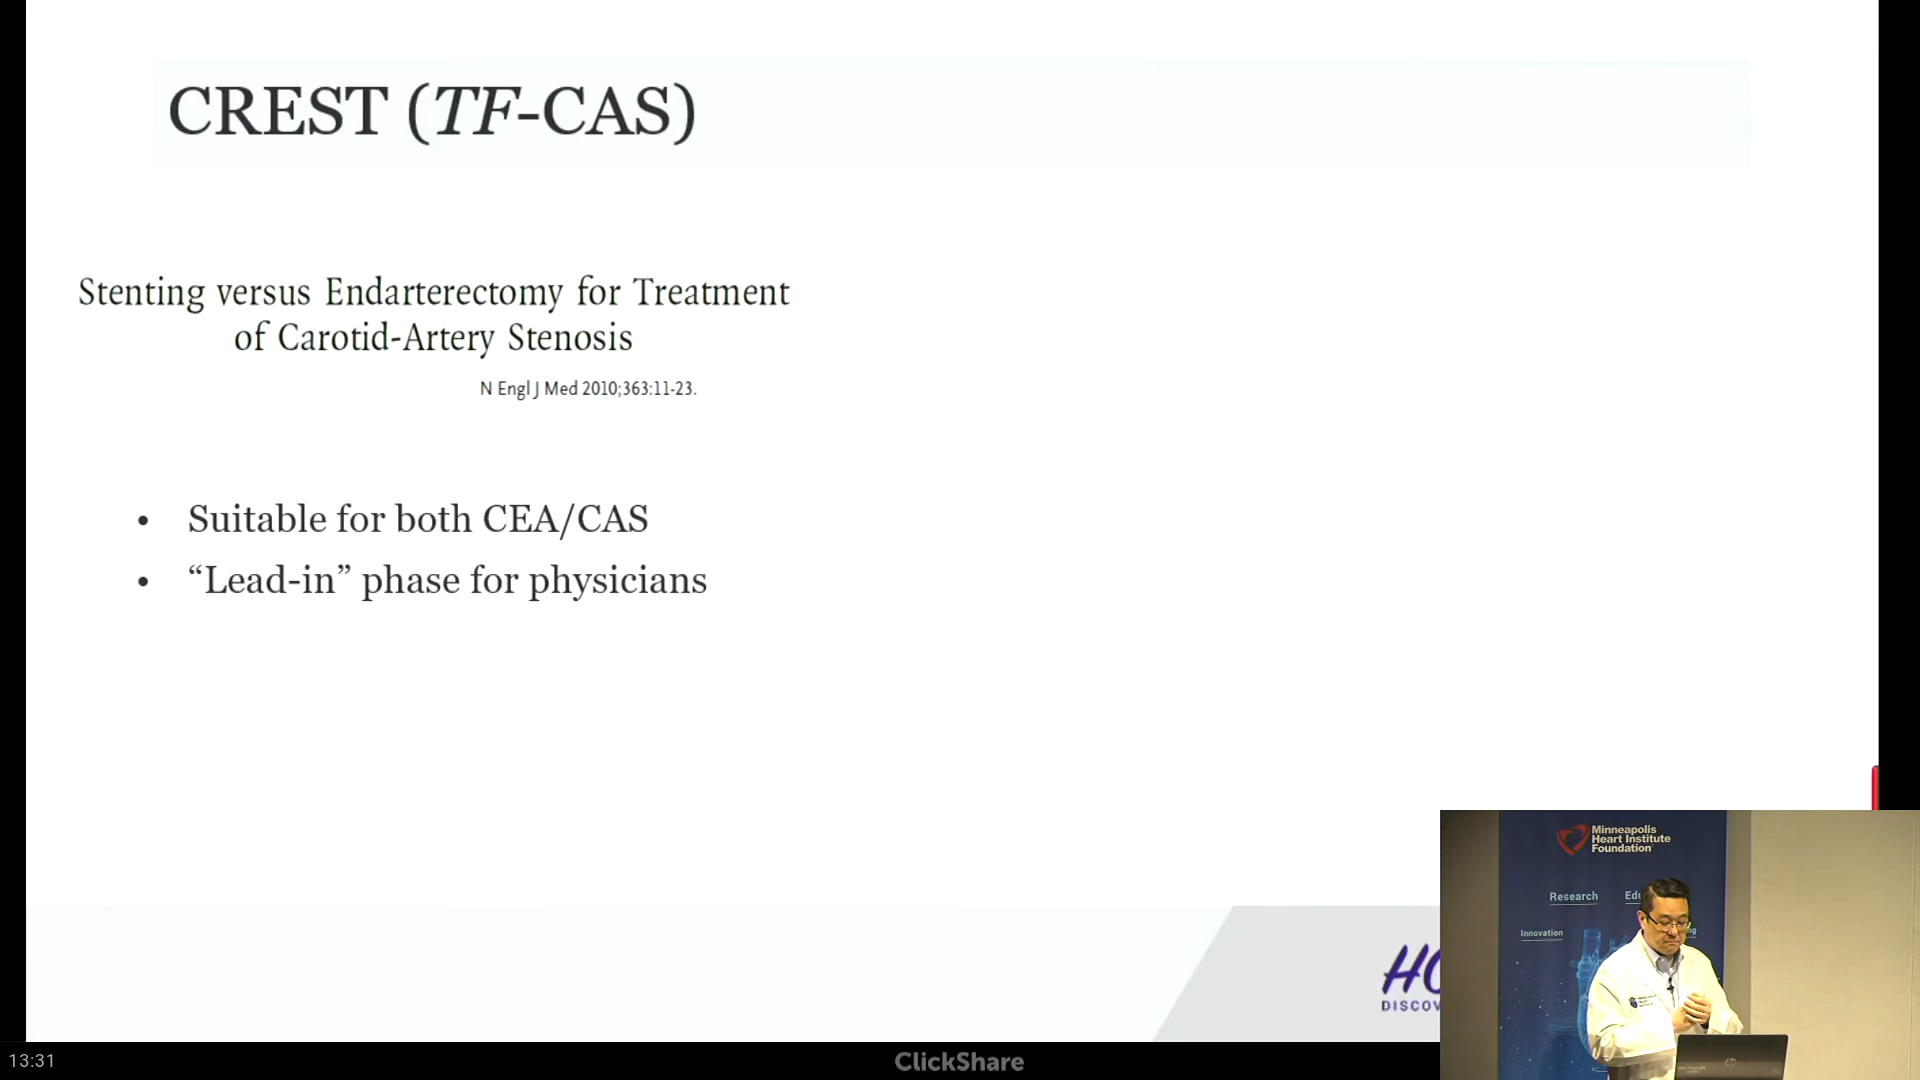 CREST (TF-CAS)
Stenting versus Endarterectomy for Treatment
of Carotid-Artery Stenosis
N Engl J Med 2010;363:11-23.
• Suitable for both CEA/CAS
• “Lead-in” phase for physicians
Minneapolis
Heart Institute
Foundation
Research
Innovation
DISCOV
13:31
ClickShare